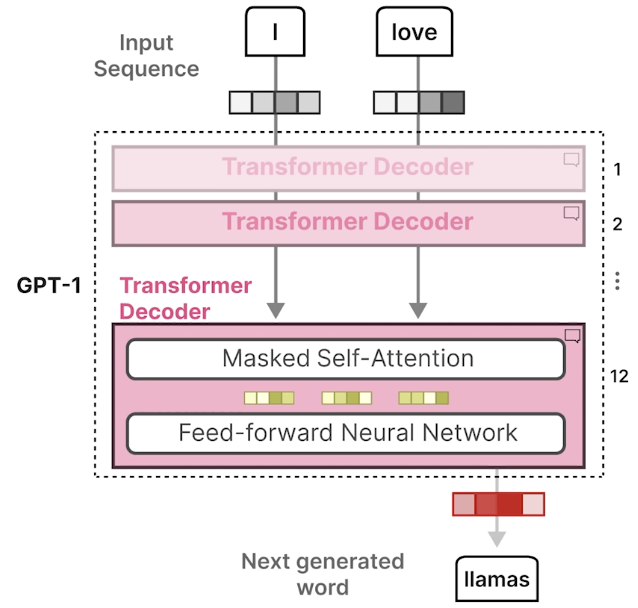 I
love
Input
Sequence
Transformer Decoder
1
Transformer Decoder
2
GPT-1
Transformer
Decoder
⋮
Masked Self-Attention
12
Feed-forward Neural Network
Next generated
word
llamas